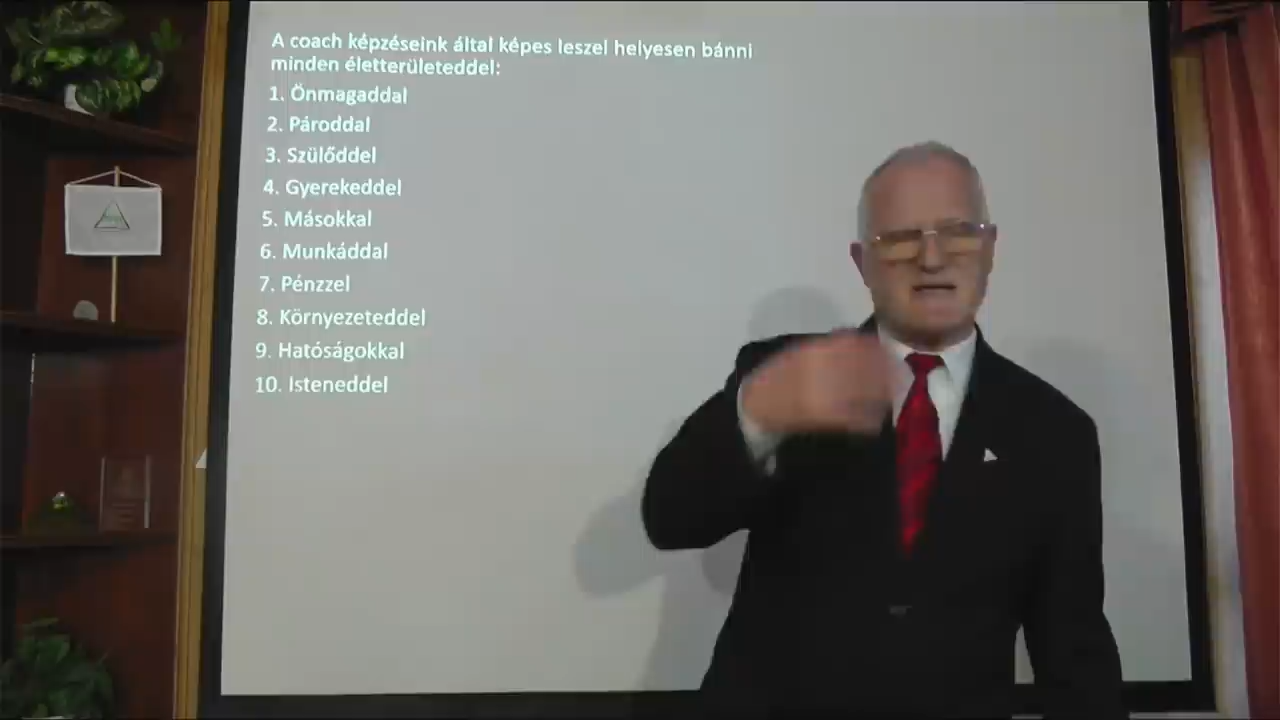 A coach képzéseink által képes leszel helyesen bánni
minden életterületeddel:
1. Önmagaddal
2. Pároddal
3. Szülőddel
4. Gyerekeddel
5. Másokkal
6. Munkáddal
7. Pénzzel
8. Környezeteddel
9. Hatóságokkal
10. Isteneddel